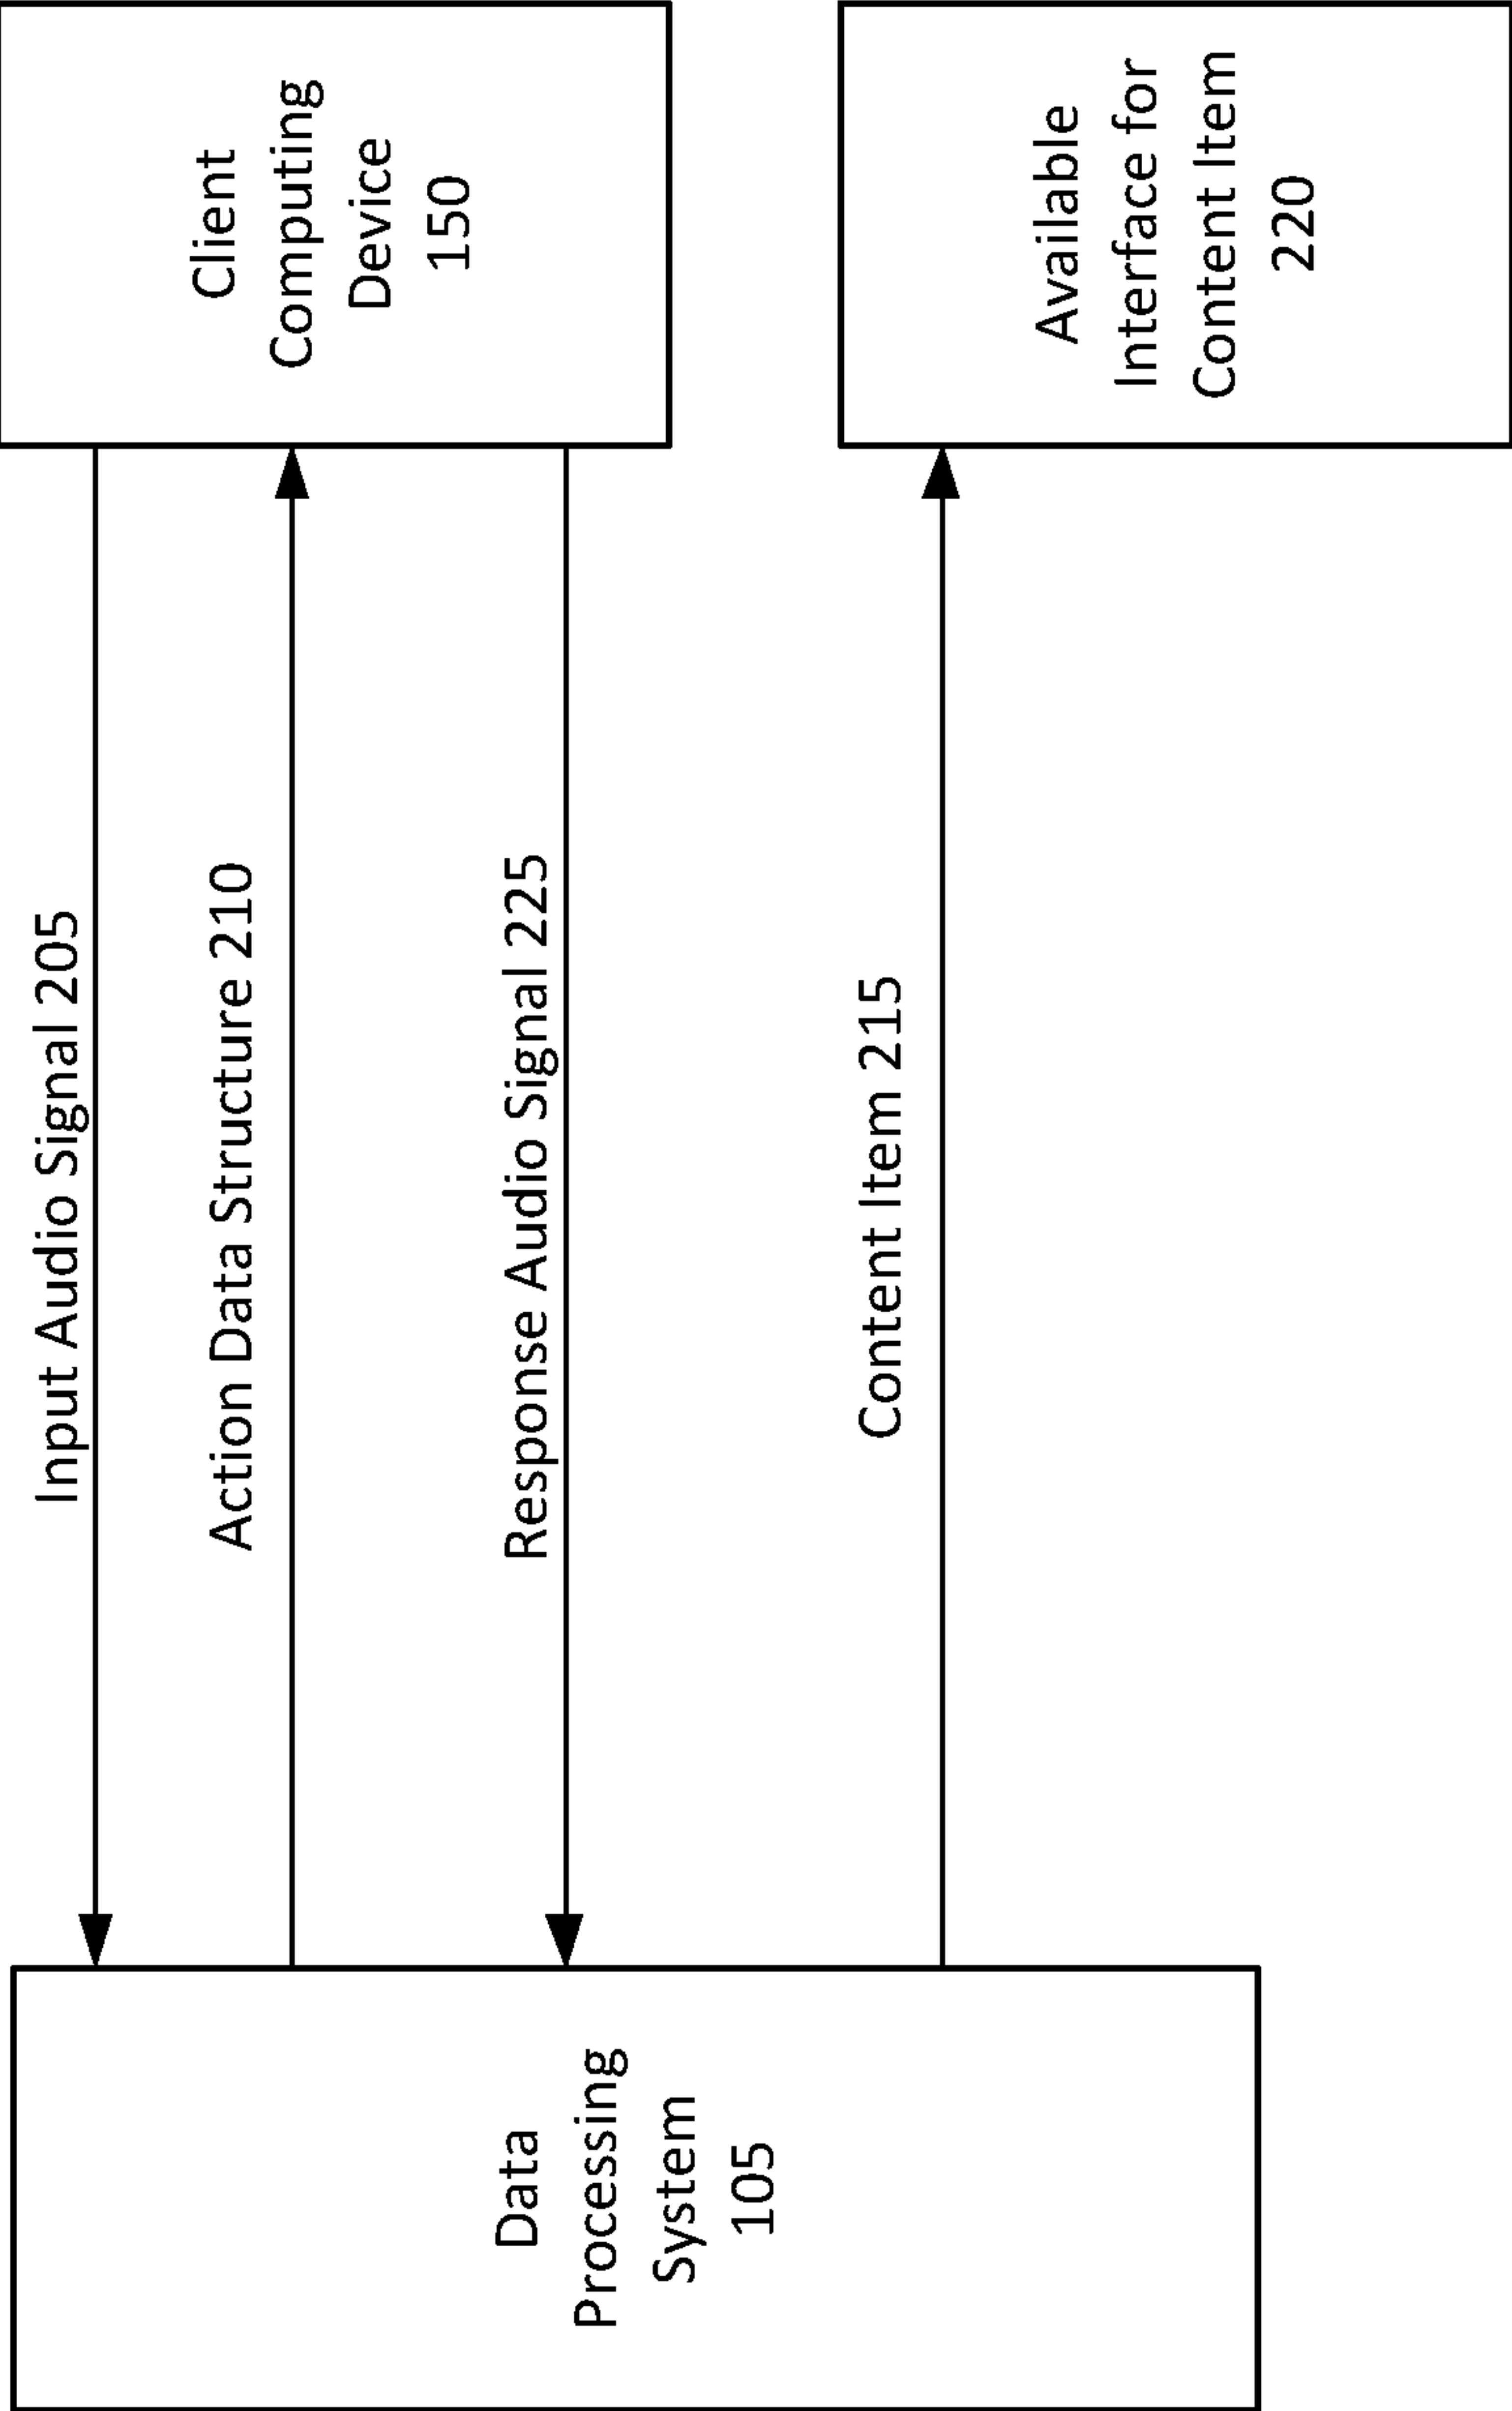 Data
Processing
System
105
Input Audio Signal 205
Action Data Structure 210
Response Audio Signal 225
Content Item 215
Client
Computing
Device
150
Available
Interface for
Content Item
220